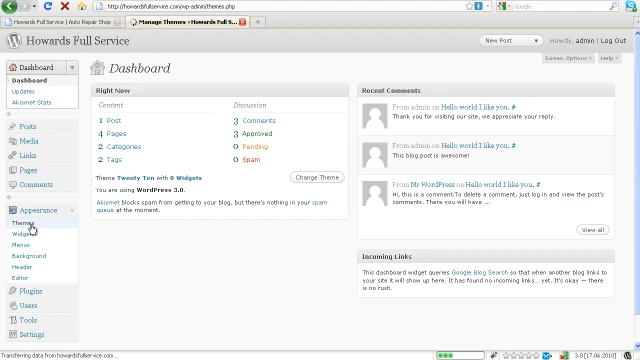 http://howardsfullservice.com/wp-admin/themes.php
Howards Full Service | Auto Repair Shop
Manage Themes ‹ Howards Full S...
Howards Full Service
New Post
Howdy, admin | Log Out
Screen Options
Help
Dashboard
Dashboard
Updates
Akismet Stats
Posts
Media
Links
Pages
Comments
Appearance
Themes
Widgets
Menus
Background
Header
Editor
Plugins
Users
Tools
Settings
Dashboard
Right Now
Content
Discussion
1 Post
3 Comments
4 Pages
3 Approved
2 Categories
0 Pending
2 Tags
0 Spam
Theme Twenty Ten with 0 Widgets
Change Theme
You are using WordPress 3.0.
Akismet blocks spam from getting to your blog, but there's nothing in your spam
queue at the moment.
Recent Comments
From admin on Hello world I like you. #
Thank you for visiting our site, we appreciate your reply.
From admin on Hello world I like you. #
This blog post is awesome!
From Mr WordPress on Hello world I like you. #
Hi, this is a comment.To delete a comment, just log in and view the post's
comments. There you will have ...
View all
Incoming Links
This dashboard widget queries Google Blog Search so that when another blog links to
your site it will show up here. It has found no incoming links... yet. It's okay — there
is no rush.
Transferring data from howardsfullservice.com...
3.0 [17.06.2010]